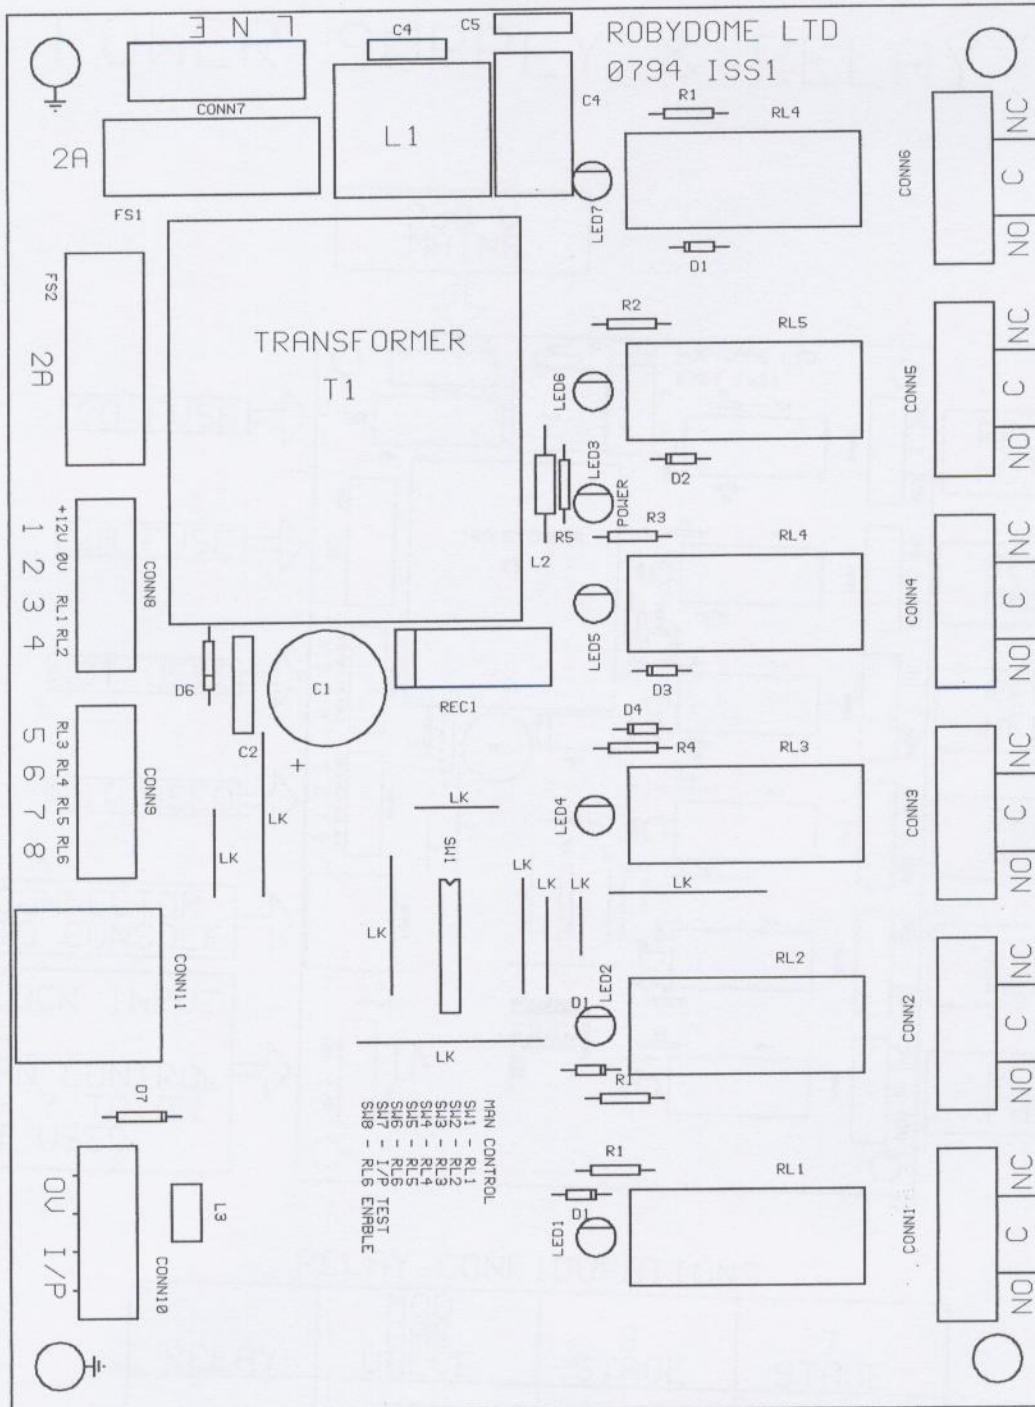 L N E
C4
C5
ROBYDOME LTD
0794 ISS1
CONN7
L1
C4
R1
RL4
CONN6
NC
C
NO
2A
FS1
LED7
D1
FS2
2A
TRANSFORMER
T1
R2
RL5
LED6
CONN5
NC
C
NO
D2
LED3
POWER
R3
R5
L2
RL4
LED5
CONN4
NC
C
NO
D3
+12V 0V RL1 RL2
1 2 3 4
CONN8
D6
C2
C1
+
REC1
D4
R4
RL3
LED4
CONN3
NC
C
NO
RL3 RL4 RL5 RL6
5 6 7 8
CONN9
LK
LK
LK
SW1
LK
LK
LK
LK
LK
CONN11
LED2
D1
RL2
CONN2
NC
C
NO
LK
R1
D7
MAN CONTROL
SW1 - RL1
SW2 - RL2
SW3 - RL3
SW4 - RL4
SW5 - RL5
SW6 - RL6
SW7 - I/P TEST
SW8 - RL6 ENABLE
R1
D1
LED1
RL1
CONN1
NC
C
NO
0V I/P
L3
CONN10